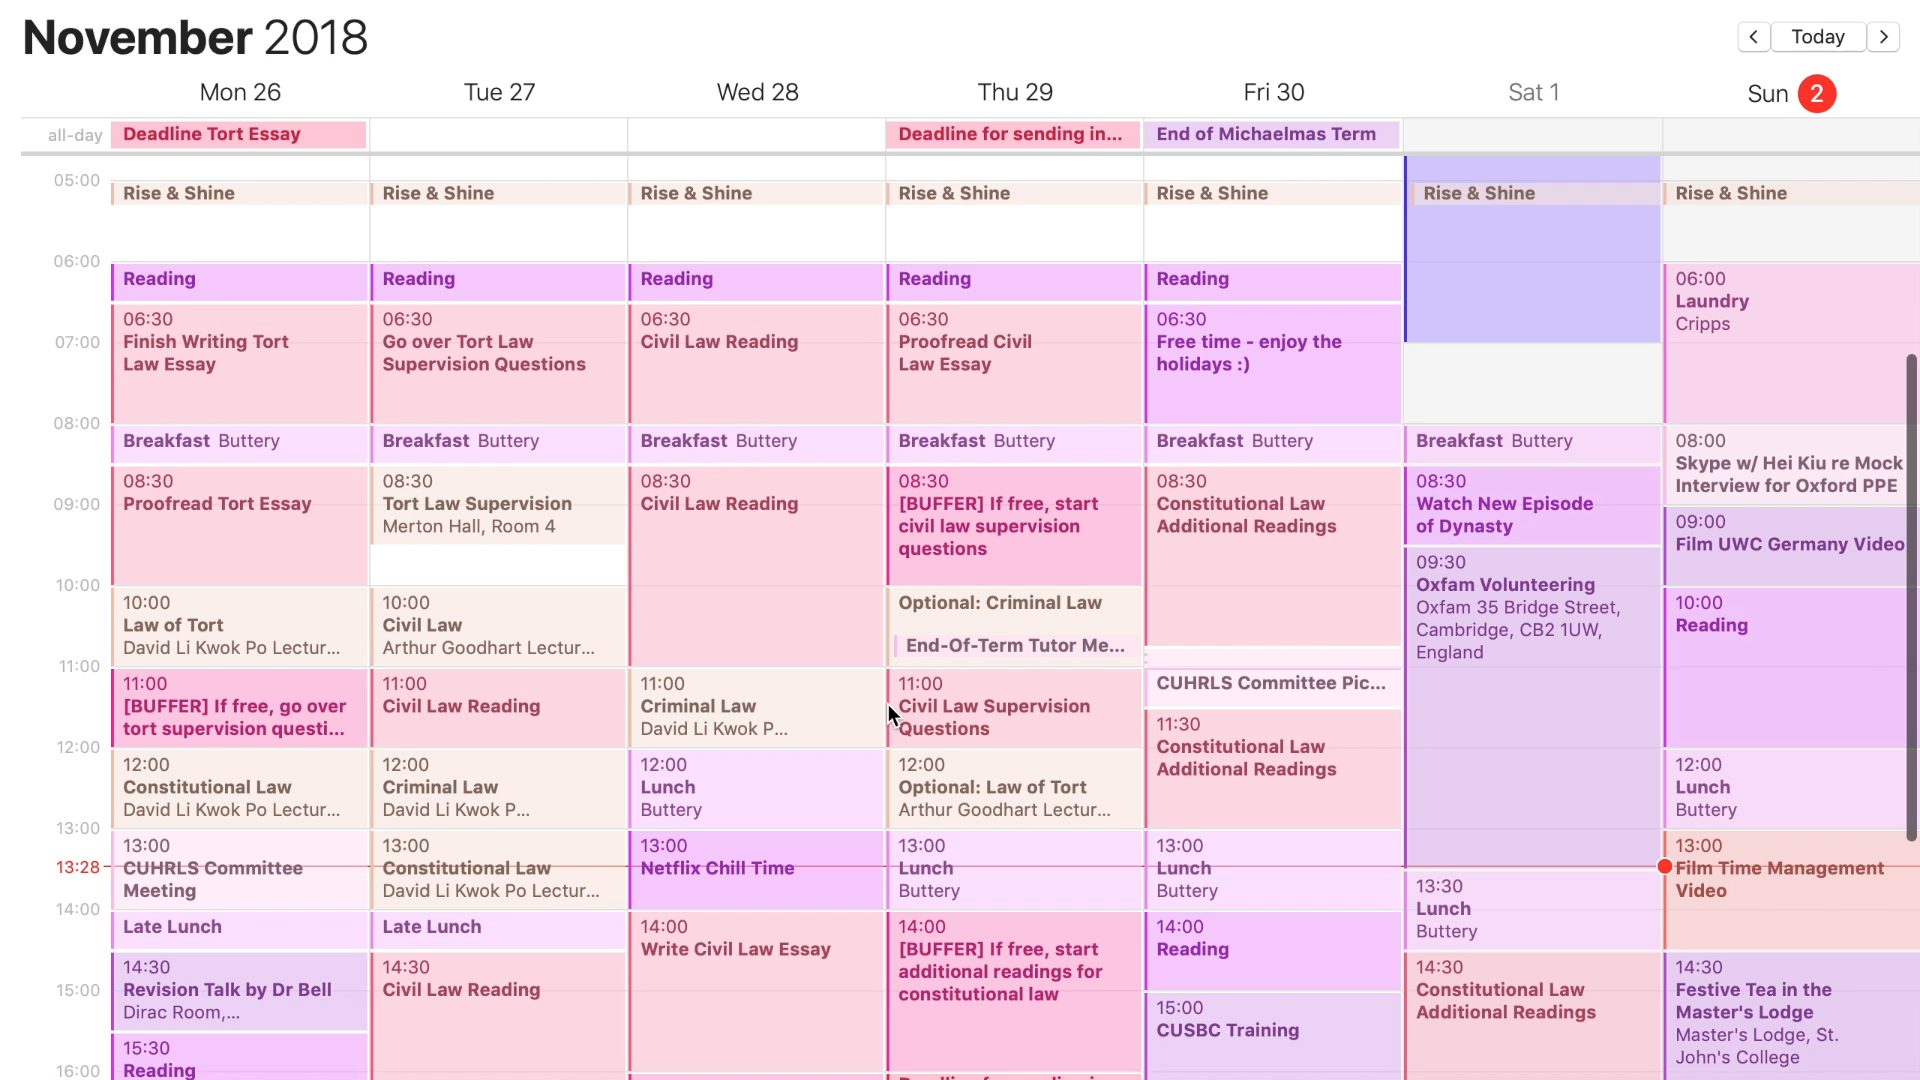 November 2018
Today
Mon 26
Tue 27
Wed 28
Thu 29
Fri 30
Sat 1
Sun 2
all-day
Deadline Tort Essay
Deadline for sending in...
End of Michaelmas Term
05:00
06:00
07:00
08:00
09:00
10:00
11:00
12:00
13:00
13:28
14:00
15:00
16:00
Rise & Shine
Reading
06:30
Finish Writing Tort
Law Essay
Breakfast Buttery
08:30
Proofread Tort Essay
10:00
Law of Tort
David Li Kwok Po Lectur...
11:00
[BUFFER] If free, go over
tort supervision questi...
12:00
Constitutional Law
David Li Kwok Po Lectur...
13:00
CUHRLS Committee
Meeting
Late Lunch
14:30
Revision Talk by Dr Bell
Dirac Room,...
15:30
Reading
Rise & Shine
Reading
06:30
Go over Tort Law
Supervision Questions
Breakfast Buttery
08:30
Tort Law Supervision
Merton Hall, Room 4
10:00
Civil Law
Arthur Goodhart Lectur...
11:00
Civil Law Reading
12:00
Criminal Law
David Li Kwok P...
13:00
Constitutional Law
David Li Kwok Po Lectur...
Late Lunch
14:30
Civil Law Reading
Rise & Shine
Reading
06:30
Civil Law Reading
Breakfast Buttery
08:30
Civil Law Reading
11:00
Criminal Law
David Li Kwok P...
12:00
Lunch
Buttery
13:00
Netflix Chill Time
14:00
Write Civil Law Essay
Rise & Shine
Reading
06:30
Proofread Civil
Law Essay
Breakfast Buttery
08:30
[BUFFER] If free, start
civil law supervision
questions
Optional: Criminal Law
End-Of-Term Tutor Me...
11:00
Civil Law Supervision
Questions
12:00
Optional: Law of Tort
Arthur Goodhart Lectur...
13:00
Lunch
Buttery
14:00
[BUFFER] If free, start
additional readings for
constitutional law
Rise & Shine
Reading
06:30
Free time - enjoy the
holidays :)
Breakfast Buttery
08:30
Constitutional Law
Additional Readings
CUHRLS Committee Pic...
11:30
Constitutional Law
Additional Readings
13:00
Lunch
Buttery
14:00
Reading
15:00
CUSBC Training
Rise & Shine
Breakfast Buttery
08:30
Watch New Episode
of Dynasty
09:30
Oxfam Volunteering
Oxfam 35 Bridge Street,
Cambridge, CB2 1UW,
England
13:30
Lunch
Buttery
14:30
Constitutional Law
Additional Readings
Rise & Shine
06:00
Laundry
Cripps
08:00
Skype w/ Hei Kiu re Mock
Interview for Oxford PPE
09:00
Film UWC Germany Video
10:00
Reading
12:00
Lunch
Buttery
13:00
Film Time Management
Video
14:30
Festive Tea in the
Master's Lodge
Master's Lodge, St.
John's College